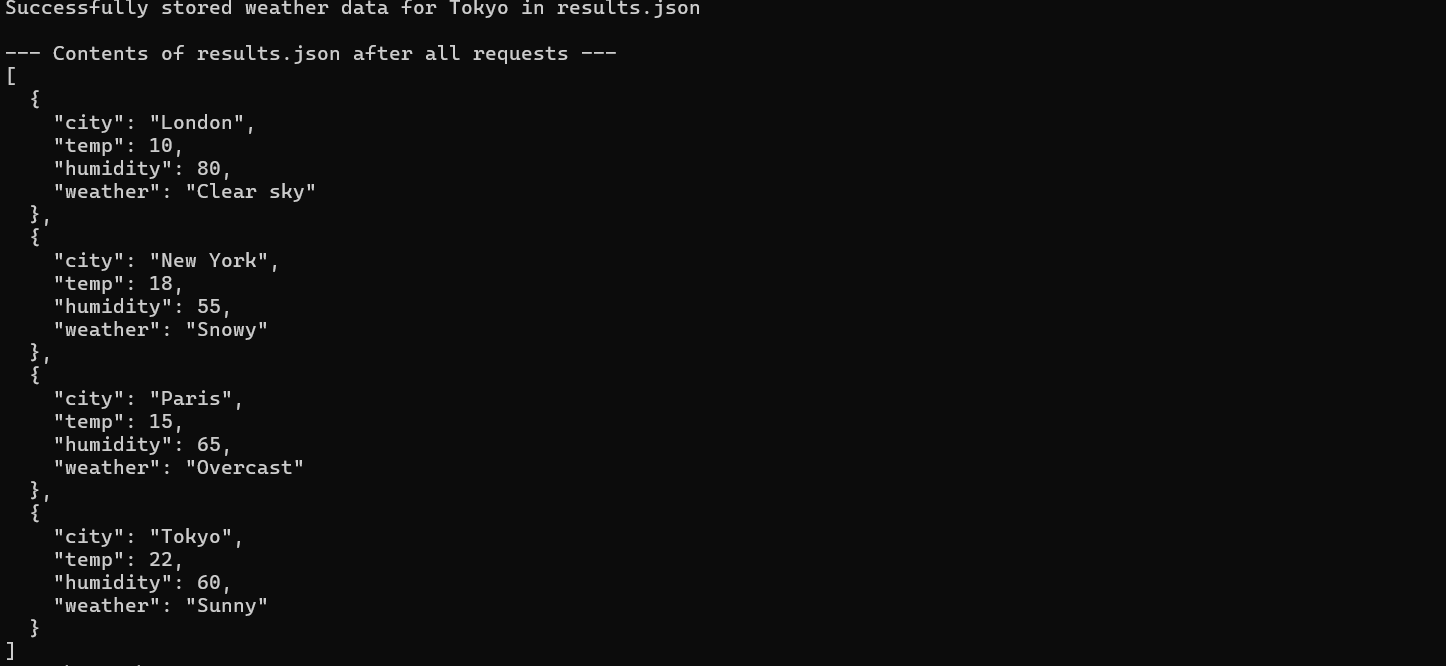 Successfully stored weather data for Tokyo in results.json
--- Contents of results.json after all requests ---
[
  {
    "city": "London",
    "temp": 10,
    "humidity": 80,
    "weather": "Clear sky"
  },
  {
    "city": "New York",
    "temp": 18,
    "humidity": 55,
    "weather": "Snowy"
  },
  {
    "city": "Paris",
    "temp": 15,
    "humidity": 65,
    "weather": "Overcast"
  },
  {
    "city": "Tokyo",
    "temp": 22,
    "humidity": 60,
    "weather": "Sunny"
  }
]